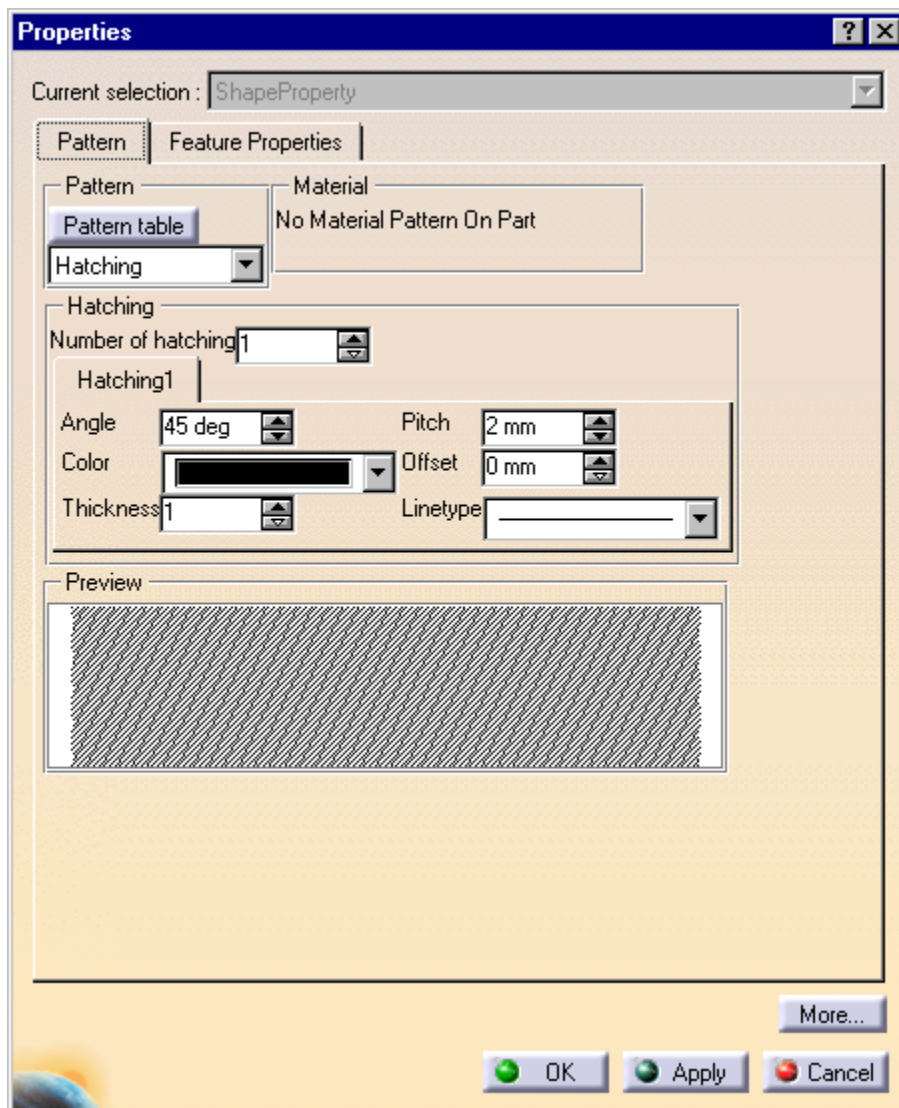 Properties
Current selection : ShapeProperty
Pattern Feature Properties
Pattern Material
Pattern table No Material Pattern On Part
Hatching
Hatching
Number of hatching 1
Hatching1
Angle 45 deg Pitch 2 mm
Color Offset 0 mm
Thickness 1 Linetype
Preview
More...
OK Apply Cancel